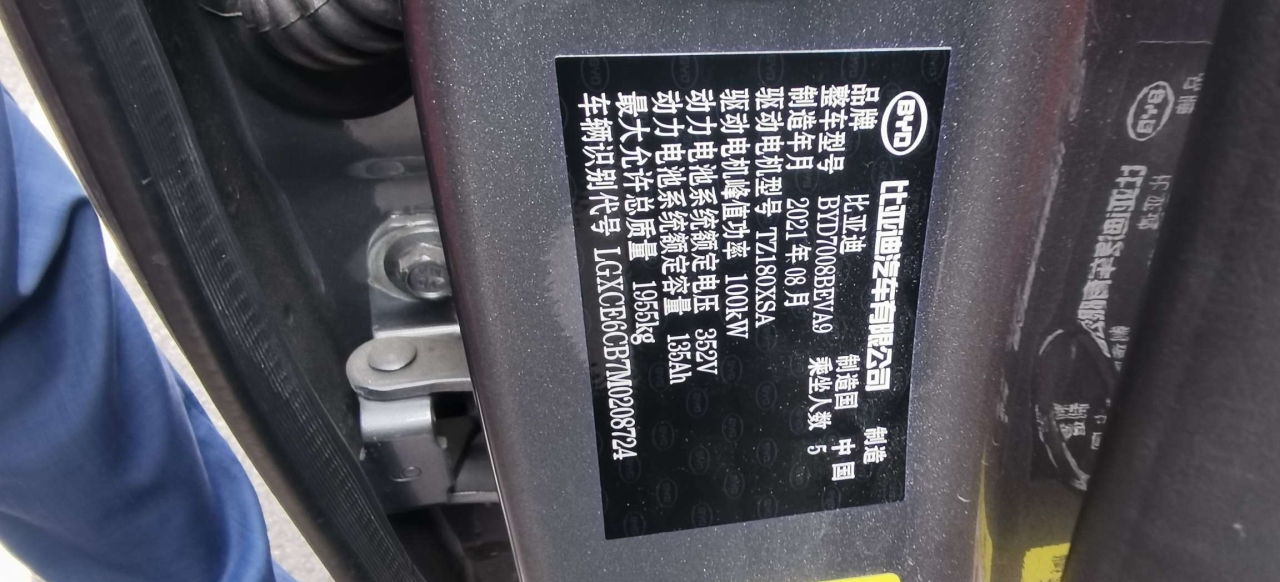 BYD 比亚迪汽车有限公司 制造
品牌 比亚迪 制造国 中国
整车型号 BYD7008BEVA9 乘坐人数 5
制造年月 2021年08月
驱动电机型号 TZ180XSA
驱动电机峰值功率 100kW
动力电池系统额定电压 352V
动力电池系统额定容量 135Ah
最大允许总质量 1955kg
车辆识别代号 LGXCE6CB7M0208724